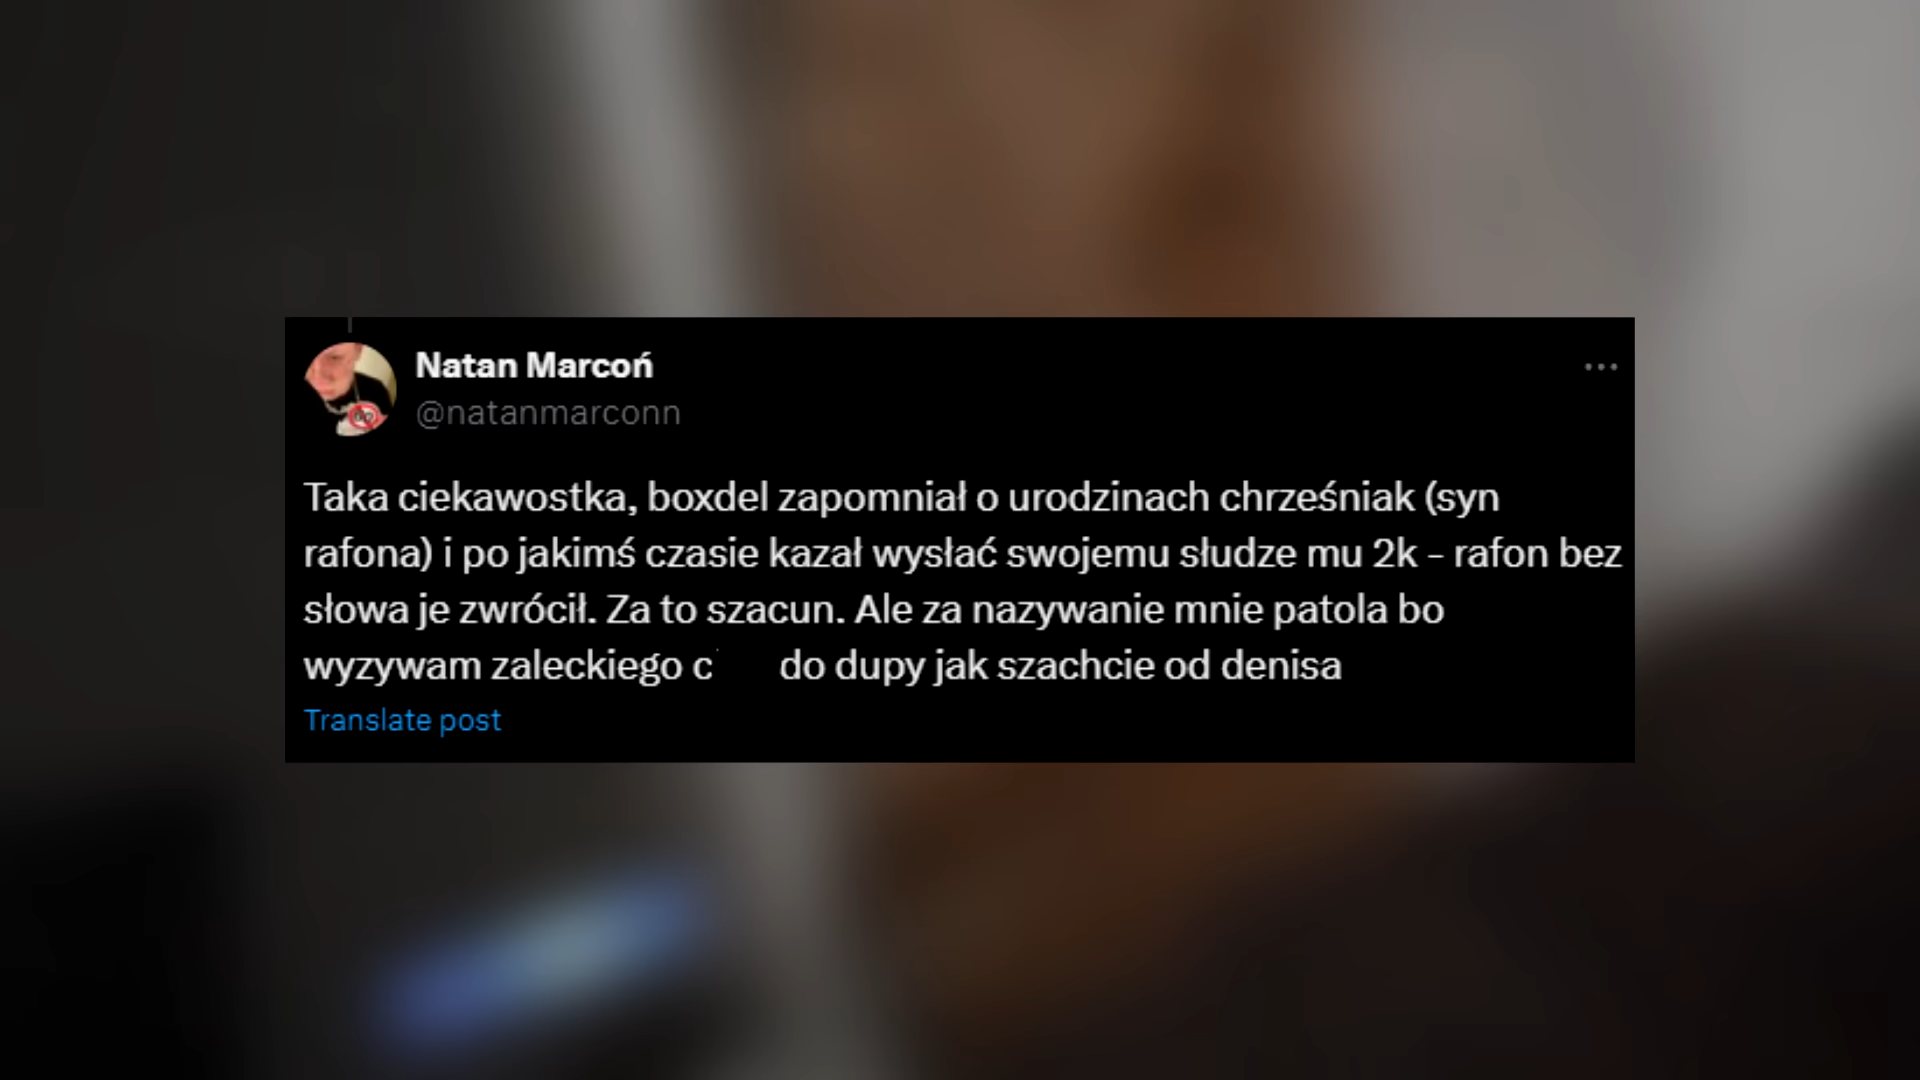 Natan Marcoń
@natanmarconn
Taka ciekawostka, boxdel zapomniał o urodzinach chrześniak (syn
rafona) i po jakimś czasie kazał wysłać swojemu słudze mu 2k - rafon bez
słowa je zwrócił. Za to szacun. Ale za nazywanie mnie patola bo
wyzywam zaleckiego c do dupy jak szachcie od denisa
Translate post